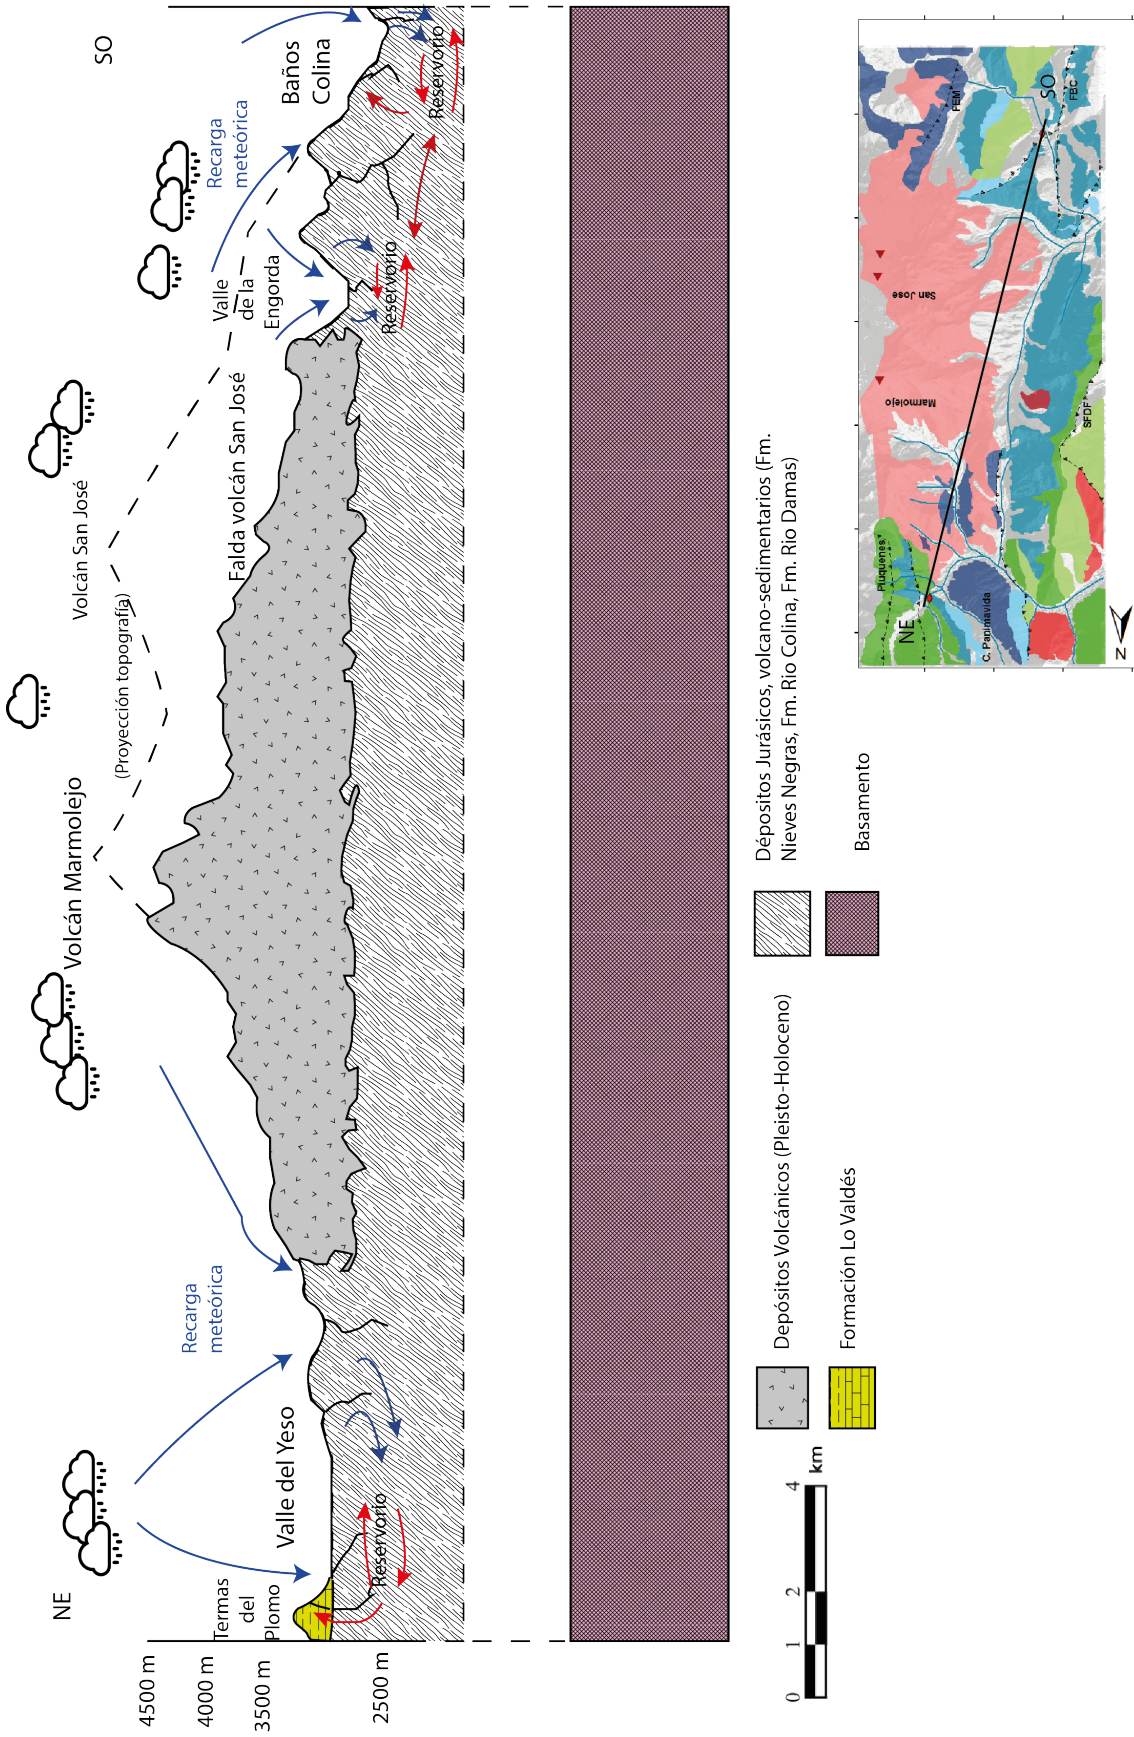 NE
SO
Volcán Marmolejo
Volcán San José
(Proyección topografía)
Recarga
meteórica
Recarga
meteórica
Falda volcán San José
Valle
de la
Engorda
Baños
Colina
Termas
del
Plomo
Valle del Yeso
Reservorio
Reservorio
Reservorio
4500 m
4000 m
3500 m
2500 m
0
1
2
4
km
Depósitos Volcánicos (Pleisto-Holoceno)
Formación Lo Valdés
Dépositos Jurásicos, volcano-sedimentarios (Fm.
Nieves Negras, Fm. Rio Colina, Fm. Rio Damas)
Basamento
NE
SO
Piuquenes
C. Panimavida
Marmolejo
San Jose
FEM
FBC
SFDF
N